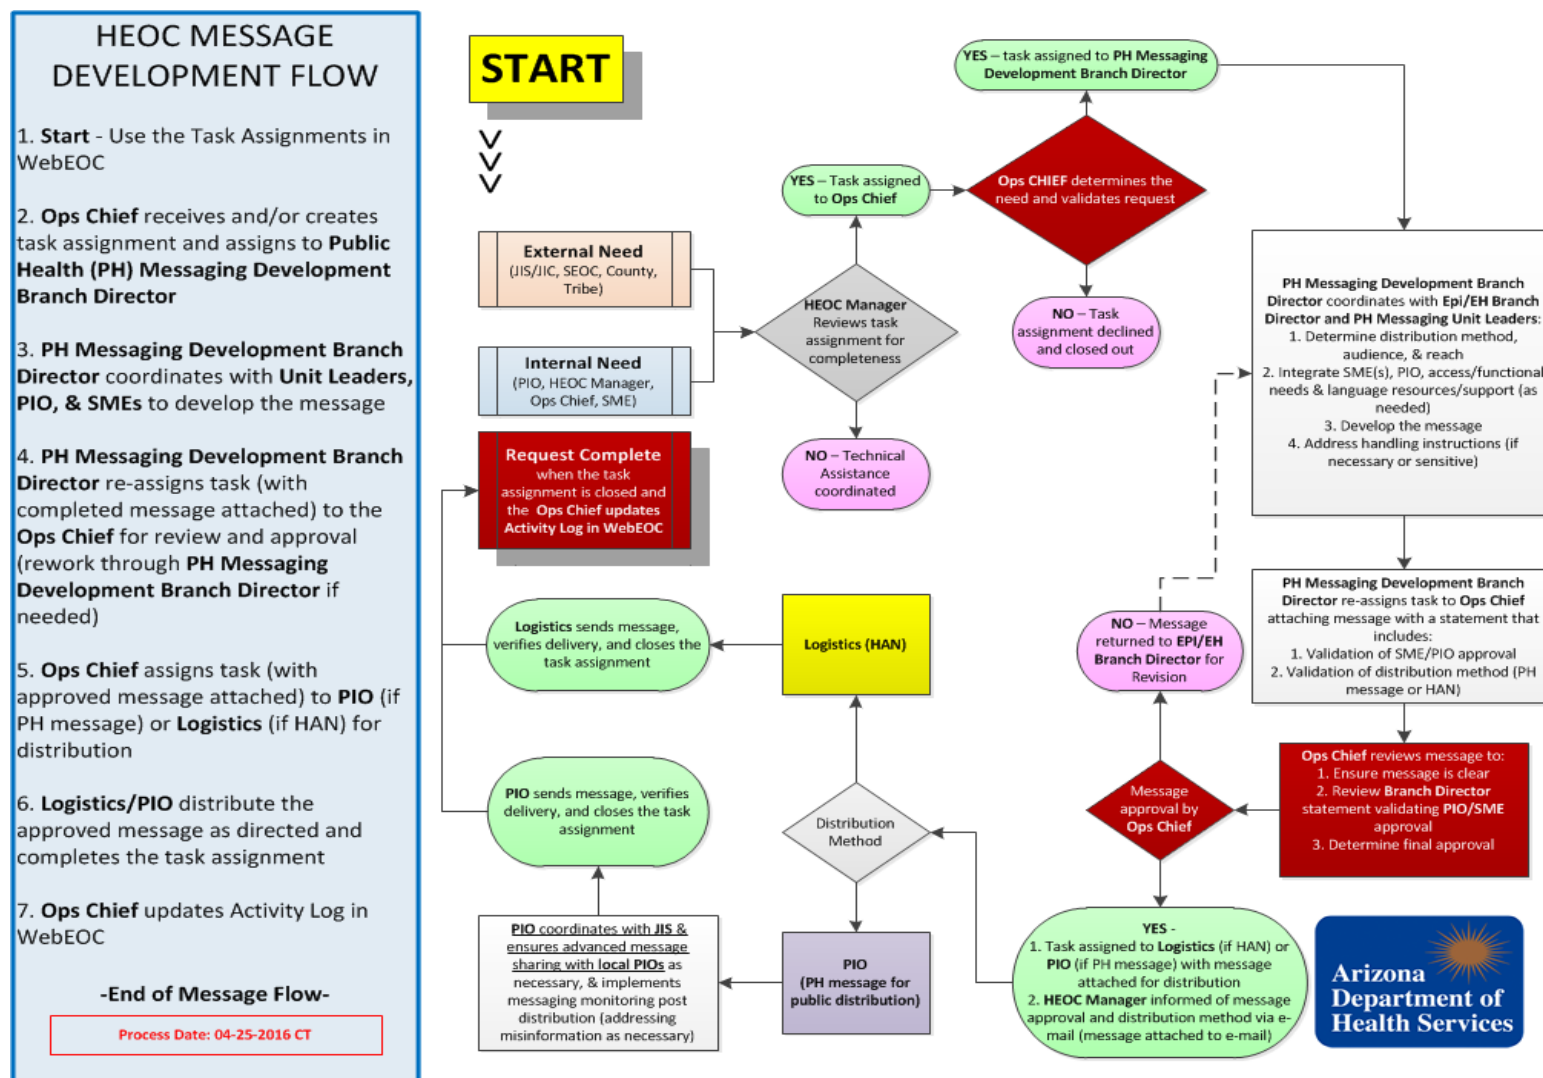 HEOC MESSAGE
DEVELOPMENT FLOW
1. Start - Use the Task Assignments in
WebEOC
2. Ops Chief receives and/or creates
task assignment and assigns to Public
Health (PH) Messaging Development
Branch Director
3. PH Messaging Development Branch
Director coordinates with Unit Leaders,
PIO, & SMEs to develop the message
4. PH Messaging Development Branch
Director re-assigns task (with
completed message attached) to the
Ops Chief for review and approval
(rework through PH Messaging
Development Branch Director if
needed)
5. Ops Chief assigns task (with
approved message attached) to PIO (if
PH message) or Logistics (if HAN) for
distribution
6. Logistics/PIO distribute the
approved message as directed and
completes the task assignment
7. Ops Chief updates Activity Log in
WebEOC
-End of Message Flow-
Process Date: 04-25-2016 CT
START
External Need
(JIS/JIC, SEOC, County,
Tribe)
Internal Need
(PIO, HEOC Manager,
Ops Chief, SME)
HEOC Manager
Reviews task
assignment for
completeness
YES – Task assigned
to Ops Chief
NO – Technical
Assistance
coordinated
Ops CHIEF determines the
need and validates request
YES – task assigned to PH Messaging
Development Branch Director
NO – Task
assignment declined
and closed out
PH Messaging Development Branch
Director coordinates with Epi/EH Branch
Director and PH Messaging Unit Leaders:
1. Determine distribution method,
audience, & reach
2. Integrate SME(s), PIO, access/functional
needs & language resources/support (as
needed)
3. Develop the message
4. Address handling instructions (if
necessary or sensitive)
PH Messaging Development Branch
Director re-assigns task to Ops Chief
attaching message with a statement that
includes:
1. Validation of SME/PIO approval
2. Validation of distribution method (PH
message or HAN)
Ops Chief reviews message to:
1. Ensure message is clear
2. Review Branch Director
statement validating PIO/SME
approval
3. Determine final approval
Message
approval by
Ops Chief
NO – Message
returned to EPI/EH
Branch Director for
Revision
YES -
1. Task assigned to Logistics (if HAN) or
PIO (if PH message) with message
attached for distribution
2. HEOC Manager informed of message
approval and distribution method via e-
mail (message attached to e-mail)
Distribution
Method
Logistics (HAN)
Logistics sends message,
verifies delivery, and closes the
task assignment
PIO
(PH message for
public distribution)
PIO coordinates with JIS &
ensures advanced message
sharing with local PIOs as
necessary, & implements
messaging monitoring post
distribution (addressing
misinformation as necessary)
PIO sends message, verifies
delivery, and closes the task
assignment
Request Complete
when the task
assignment is closed and
the Ops Chief updates
Activity Log in WebEOC
Arizona
Department of
Health Services